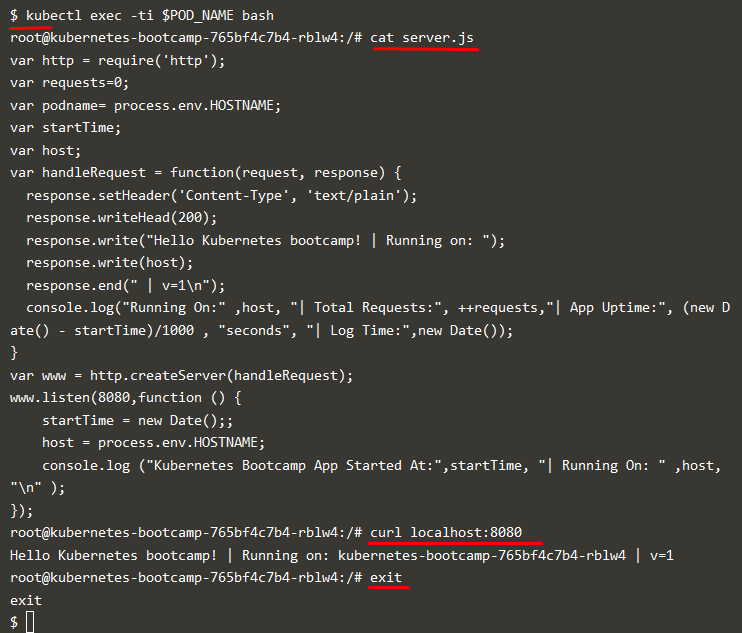 $ kubectl exec -ti $POD_NAME bash
root@kubernetes-bootcamp-765bf4c7b4-rblw4:/# cat server.js
var http = require('http');
var requests=0;
var podname= process.env.HOSTNAME;
var startTime;
var host;
var handleRequest = function(request, response) {
  response.setHeader('Content-Type', 'text/plain');
  response.writeHead(200);
  response.write("Hello Kubernetes bootcamp! | Running on: ");
  response.write(host);
  response.end(" | v=1\n");
  console.log("Running On:" ,host, "| Total Requests:", ++requests,"| App Uptime:", (new D
ate() - startTime)/1000 , "seconds", "| Log Time:",new Date());
}
var www = http.createServer(handleRequest);
www.listen(8080,function () {
    startTime = new Date();;
    host = process.env.HOSTNAME;
    console.log ("Kubernetes Bootcamp App Started At:",startTime, "| Running On: " ,host,
"\n" );
});
root@kubernetes-bootcamp-765bf4c7b4-rblw4:/# curl localhost:8080
Hello Kubernetes bootcamp! | Running on: kubernetes-bootcamp-765bf4c7b4-rblw4 | v=1
root@kubernetes-bootcamp-765bf4c7b4-rblw4:/# exit
exit
$